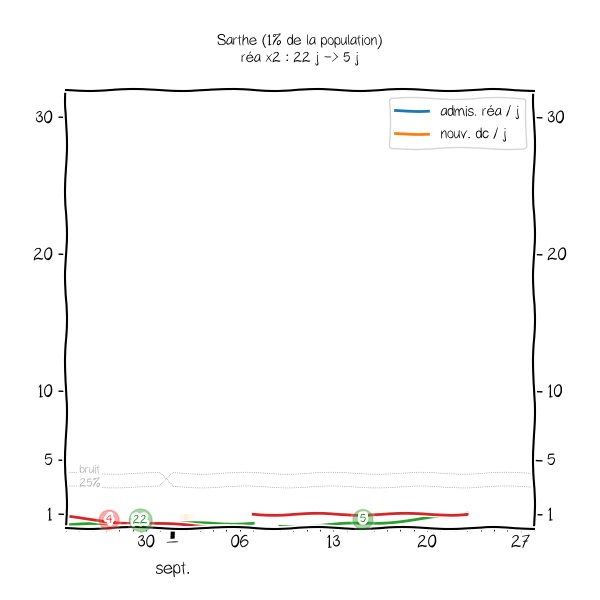 Sarthe (1% de la population)
réa x2 : 22 j -> 5 j
admis. réa / j
nouv. dc / j
30 30
20 20
10 10
5 5
bruit
25%
1 4 22 5 1
30 06 13 20 27
sept.